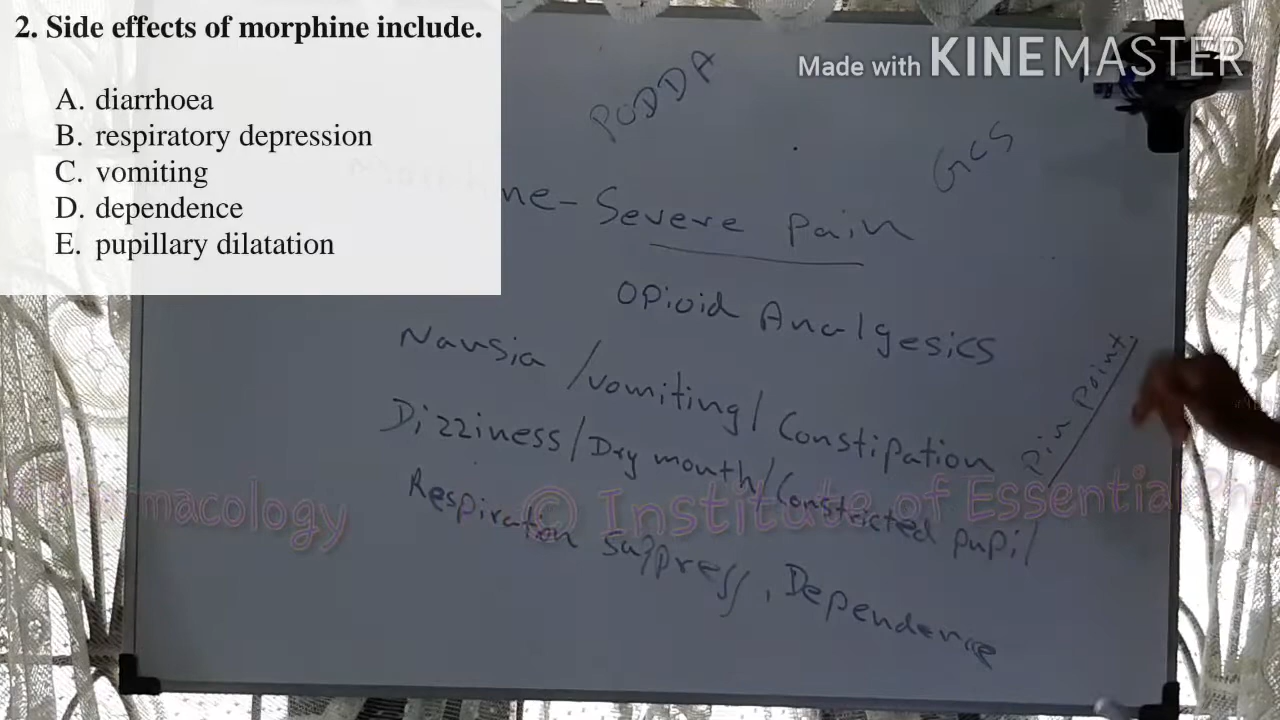 2. Side effects of morphine include.
A. diarrhoea
B. respiratory depression
C. vomiting
D. dependence
E. pupillary dilatation
Made with KINEMASTER
PODDA
GCS
ne- Severe pain
Opioid Analgesics
Nausia / vomiting / Constipation
Dizziness / Dry mouth / Constricted pupil
pin point
Respiration suppress, Dependence
macology © Institute of Essential Ph